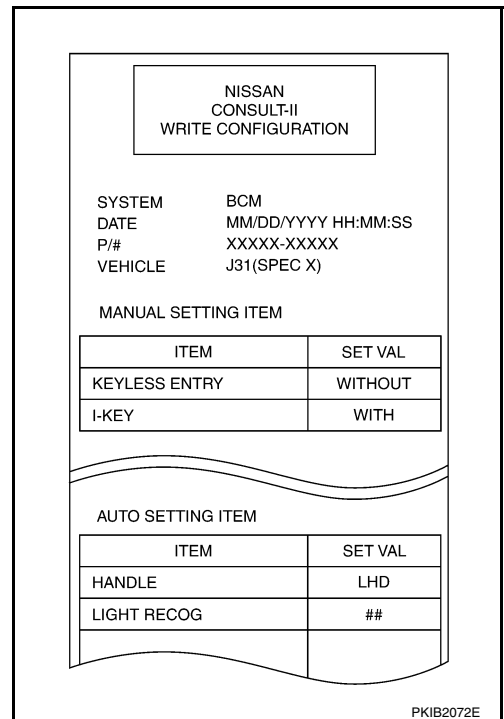 NISSAN
CONSULT-II
WRITE CONFIGURATION
SYSTEM BCM
DATE MM/DD/YYYY HH:MM:SS
P/# XXXXX-XXXXX
VEHICLE J31(SPEC X)
MANUAL SETTING ITEM
ITEM SET VAL
KEYLESS ENTRY WITHOUT
I-KEY WITH
AUTO SETTING ITEM
ITEM SET VAL
HANDLE LHD
LIGHT RECOG ##
PKIB2072E